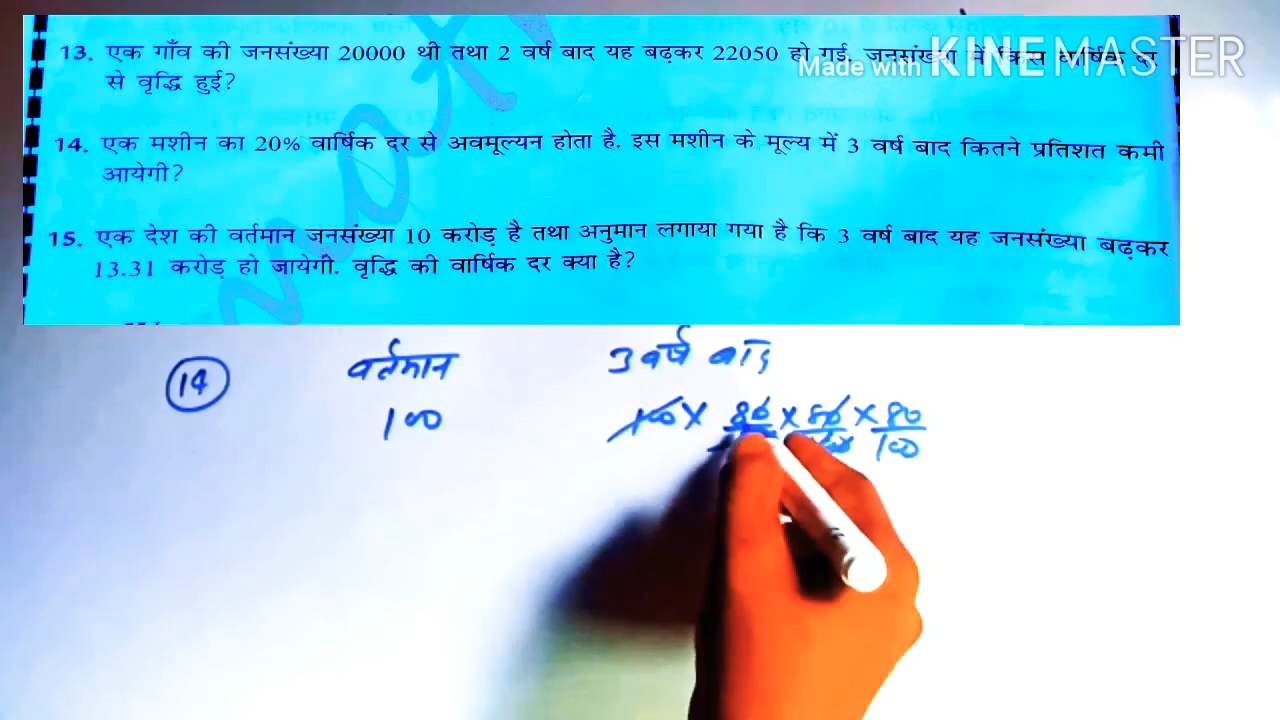 13. एक गाँव की जनसंख्या 20000 थी तथा 2 वर्ष बाद यह बढ़कर 22050 हो गई. जनसंख्या में किस वार्षिक दर
Made with KINEMASTER
से वृद्धि हुई?
14. एक मशीन का 20% वार्षिक दर से अवमूल्यन होता है. इस मशीन के मूल्य में 3 वर्ष बाद कितने प्रतिशत कमी
आयेगी?
15. एक देश की वर्तमान जनसंख्या 10 करोड़ है तथा अनुमान लगाया गया है कि 3 वर्ष बाद यह जनसंख्या बढ़कर
13.31 करोड़ हो जायेगी. वृद्धि की वार्षिक दर क्या है?
14 वर्तमान 3 वर्ष बाद
100 100 × 80 × 80 × 80
100